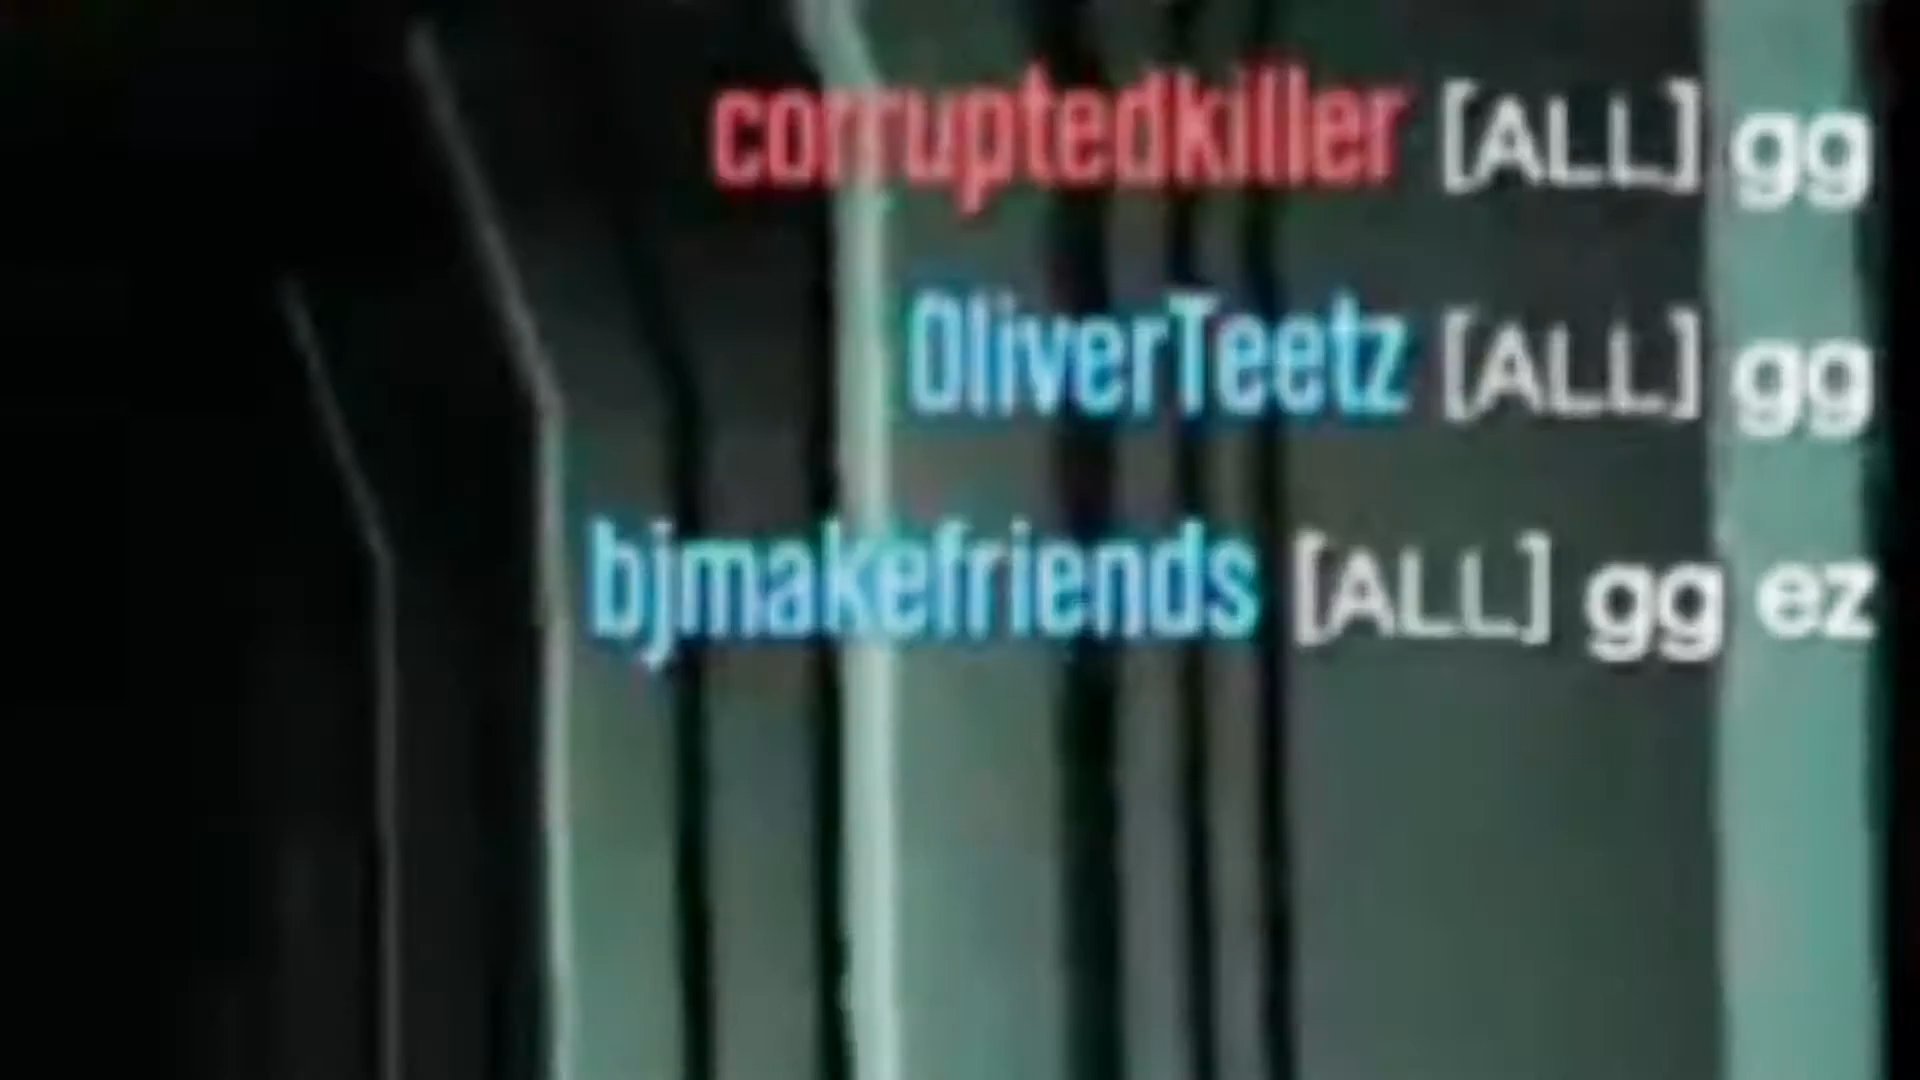 corruptedkiller [ALL] gg
OliverTeetz [ALL] gg
bjmakefriends [ALL] gg ez